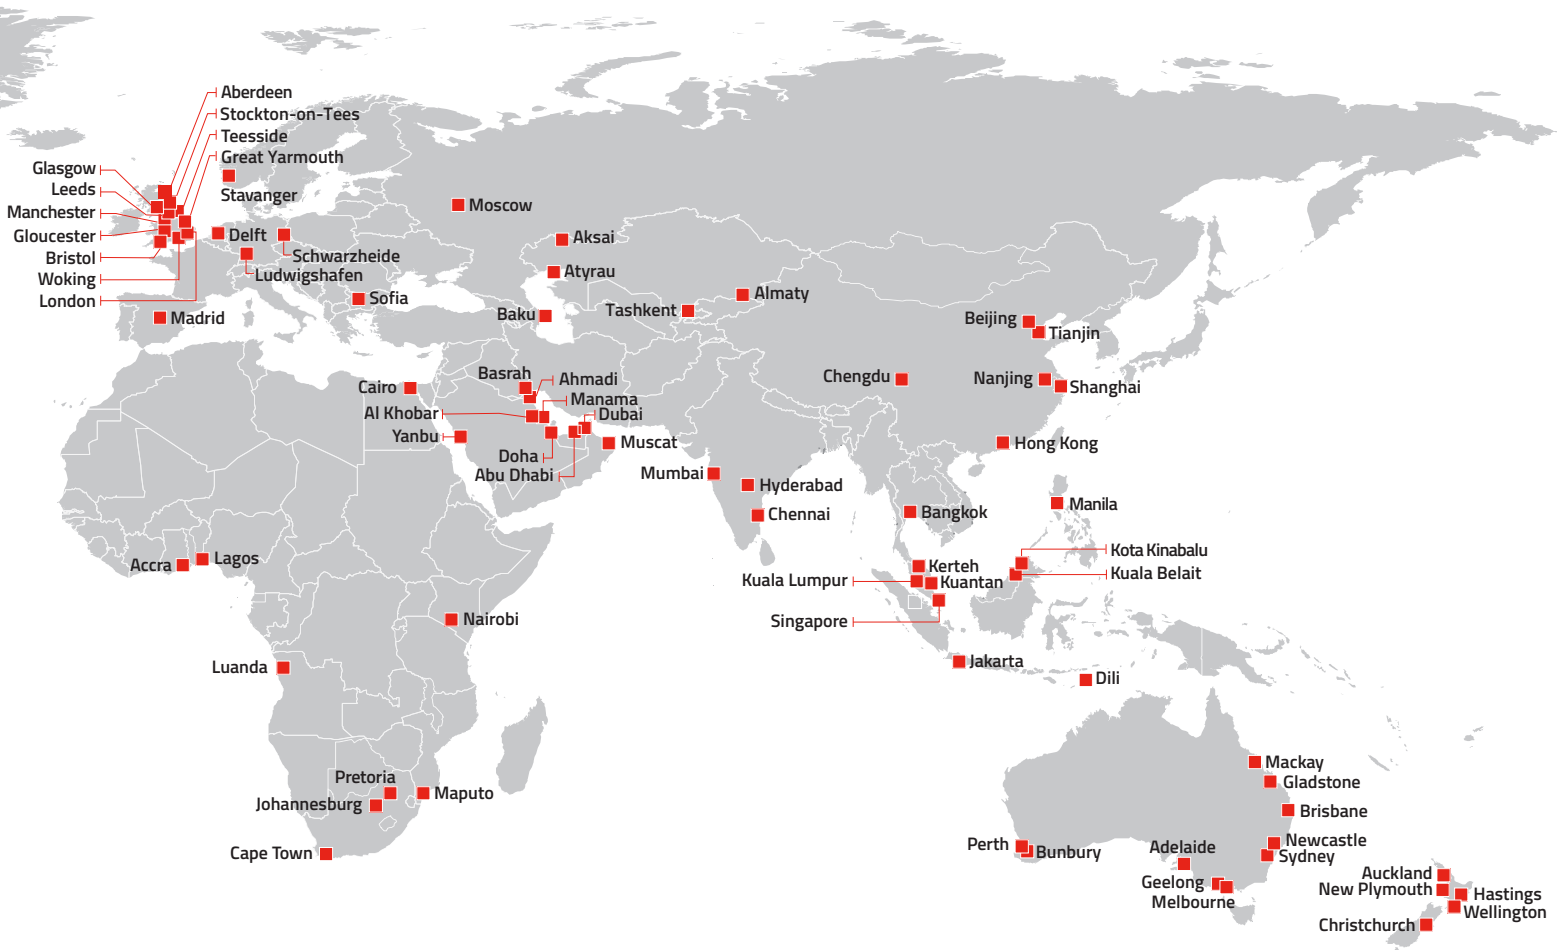 Aberdeen
Stockton-on-Tees
Teesside
Great Yarmouth
Glasgow
Leeds
Manchester
Gloucester
Bristol
Woking
London
Stavanger
Delft
Schwarzheide
Ludwigshafen
Sofia
Madrid
Moscow
Aksai
Atyrau
Almaty
Tashkent
Baku
Beijing
Tianjin
Chengdu
Nanjing
Shanghai
Hong Kong
Cairo
Basrah
Ahmadi
Manama
Al Khobar
Dubai
Yanbu
Muscat
Doha
Abu Dhabi
Mumbai
Hyderabad
Chennai
Bangkok
Manila
Kota Kinabalu
Kuala Belait
Kerteh
Kuala Lumpur
Kuantan
Singapore
Jakarta
Dili
Accra
Lagos
Nairobi
Luanda
Pretoria
Johannesburg
Maputo
Cape Town
Mackay
Gladstone
Brisbane
Newcastle
Sydney
Perth
Bunbury
Adelaide
Geelong
Melbourne
Auckland
New Plymouth
Hastings
Wellington
Christchurch